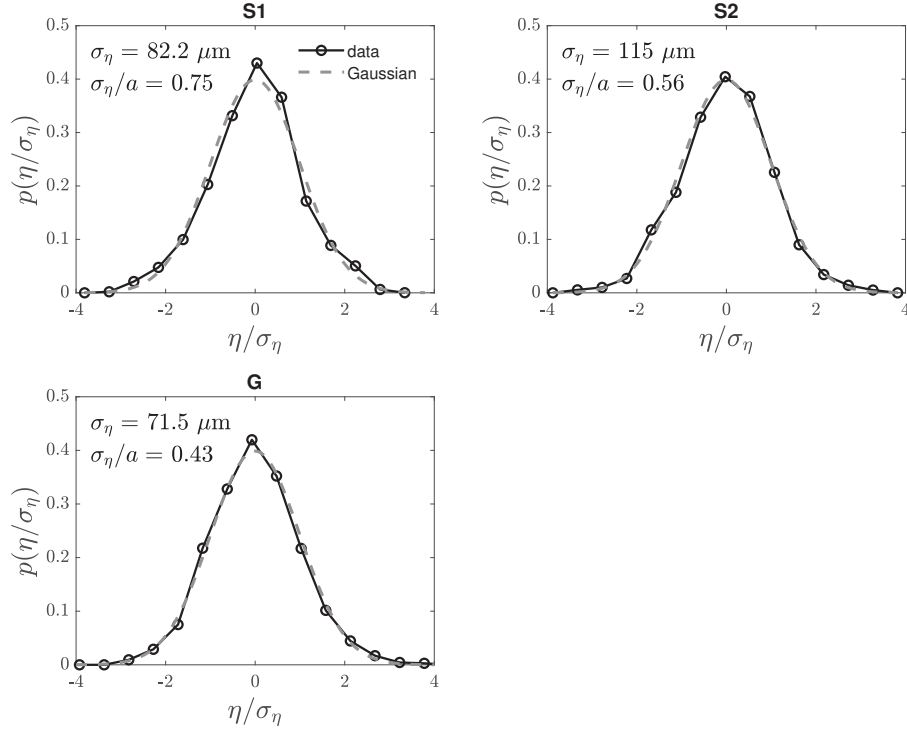 S1
0.5
0.4
0.3
0.2
0.1
0
σ_η = 82.2 μm
σ_η/a = 0.75
data
Gaussian
p(η/σ_η)
-4 -2 0 2 4
η/σ_η
S2
0.5
0.4
0.3
0.2
0.1
0
σ_η = 115 μm
σ_η/a = 0.56
p(η/σ_η)
-4 -2 0 2 4
η/σ_η
G
0.5
0.4
0.3
0.2
0.1
0
σ_η = 71.5 μm
σ_η/a = 0.43
p(η/σ_η)
-4 -2 0 2 4
η/σ_η